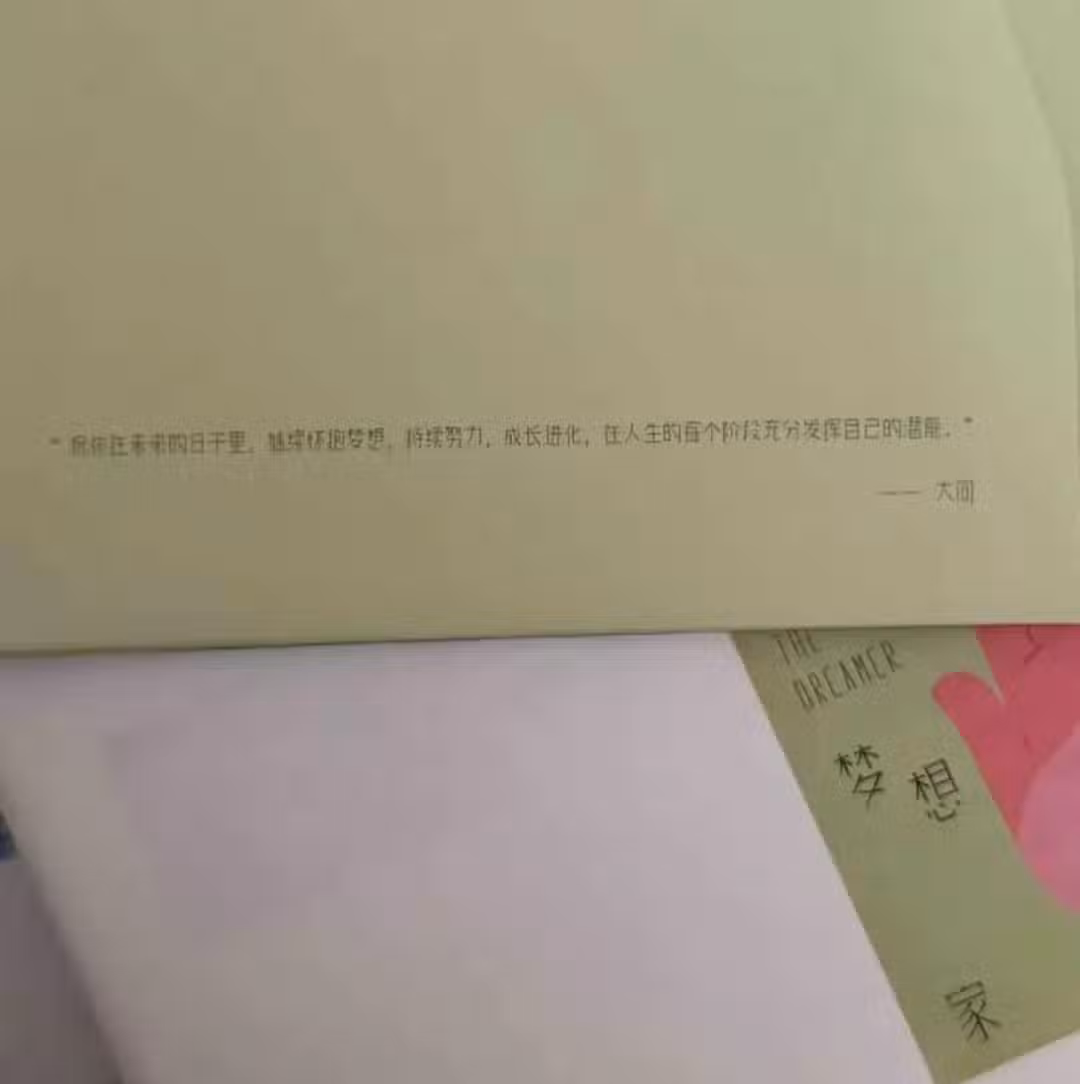 "祝你在未来的日子里，继续怀抱梦想，持续努力，成长进化，在人生的每个阶段充分发挥自己的潜能。"
—— 大同
THE
DREAMER
梦想
家